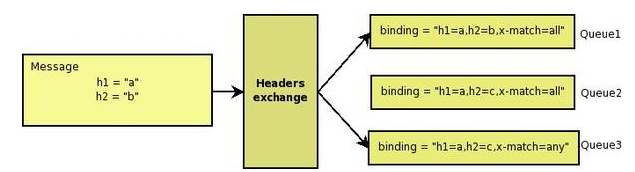 Message
h1 = "a"
h2 = "b"
Headers
exchange
binding = "h1=a,h2=b,x-match=all"
Queue1
binding = "h1=a,h2=c,x-match=all"
Queue2
binding = "h1=a,h2=c,x-match=any"
Queue3